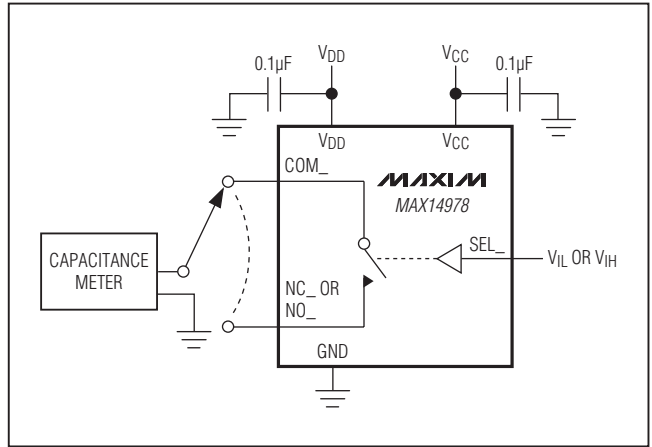 0.1µF
VDD
VCC
0.1µF
VDD
VCC
COM_
MAXIM
MAX14978
CAPACITANCE
METER
SEL_
VIL OR VIH
NC_ OR
NO_
GND